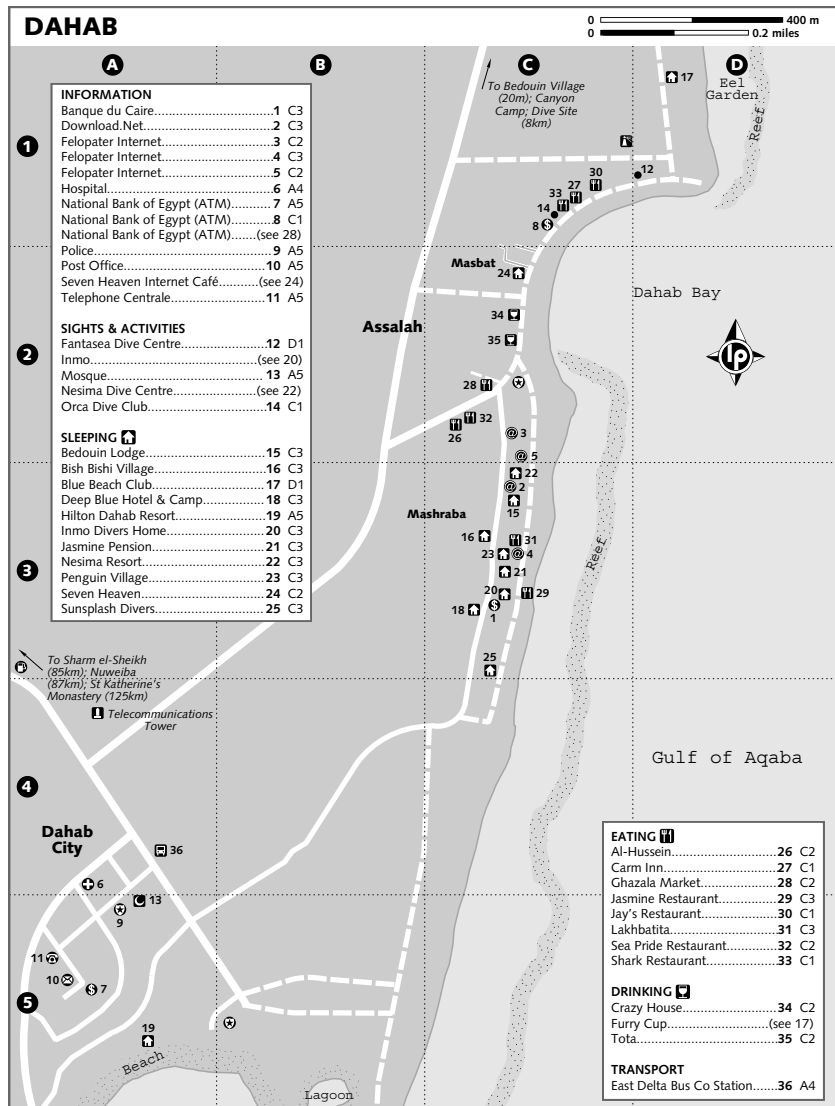 DAHAB
0 400 m
0 0.2 miles
A B C D
1
2
3
4
5
INFORMATION
Banque du Caire.......................1 C3
Download.Net.........................2 C3
Felopater Internet.....................3 C2
Felopater Internet.....................4 C3
Felopater Internet.....................5 C2
Hospital..................................6 A4
National Bank of Egypt (ATM)..........7 A5
National Bank of Egypt (ATM)..........8 C1
National Bank of Egypt (ATM).....(see 28)
Police....................................9 A5
Post Office.............................10 A5
Seven Heaven Internet Café.........(see 24)
Telephone Centrale....................11 A5
SIGHTS & ACTIVITIES
Fantasea Dive Centre..................12 D1
Inmo..................................(see 20)
Mosque................................13 A5
Nesima Dive Centre.................(see 22)
Orca Dive Club........................14 C1
SLEEPING
Bedouin Lodge........................15 C3
Bish Bishi Village......................16 C3
Blue Beach Club.......................17 D1
Deep Blue Hotel & Camp..............18 C3
Hilton Dahab Resort...................19 A5
Inmo Divers Home....................20 C3
Jasmine Pension.......................21 C3
Nesima Resort.........................22 C3
Penguin Village........................23 C3
Seven Heaven.........................24 C2
Sunsplash Divers......................25 C3
To Bedouin Village
(20m); Canyon
Camp; Dive Site
(8km)
17
Eel
Garden
Reef
13
12
30
27
33
14
8
Masbat
24
Dahab Bay
34
Assalah
35
lp
28
32
26
3
5
22
2
Mashraba
15
16
31
23
4
21
20
29
18
1
25
Reef
To Sharm el-Sheikh
(85km); Nuweiba
(87km); St Katherine's
Monastery (125km)
Telecommunications
Tower
Gulf of Aqaba
Dahab
City
36
6
13
9
11
10
7
19
Beach
Lagoon
EATING
Al-Hussein............................26 C2
Carm Inn..............................27 C1
Ghazala Market.......................28 C2
Jasmine Restaurant...................29 C3
Jay's Restaurant.......................30 C1
Lakhbatita.............................31 C3
Sea Pride Restaurant..................32 C2
Shark Restaurant......................33 C1
DRINKING
Crazy House..........................34 C2
Furry Cup...........................(see 17)
Tota....................................35 C2
TRANSPORT
East Delta Bus Co Station.......36 A4